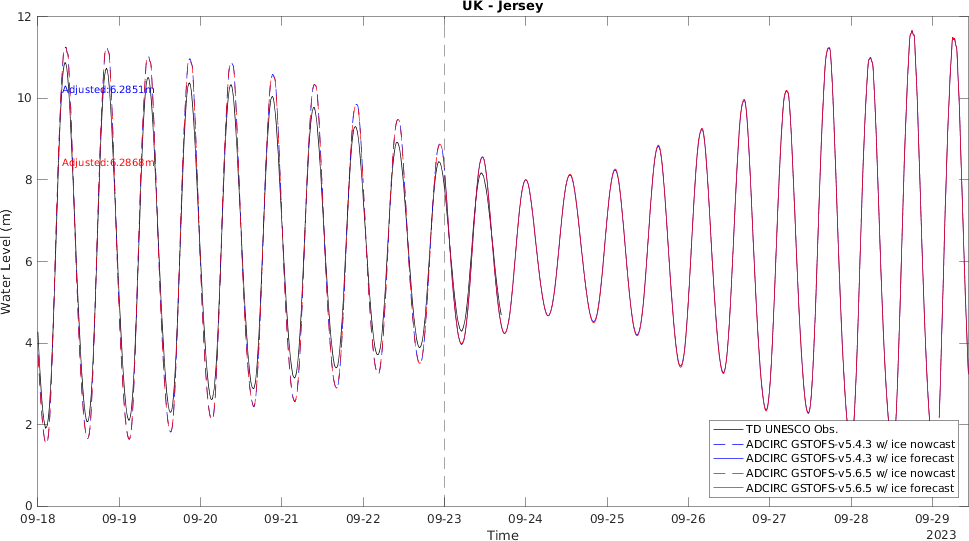 UK - Jersey
12
10
8
6
4
2
0
Water Level (m)
Adjusted:6.2851m
Adjusted:6.2868m
TD UNESCO Obs.
ADCIRC GSTOFS-v5.4.3 w/ ice nowcast
ADCIRC GSTOFS-v5.4.3 w/ ice forecast
ADCIRC GSTOFS-v5.6.5 w/ ice nowcast
ADCIRC GSTOFS-v5.6.5 w/ ice forecast
09-18 09-19 09-20 09-21 09-22 09-23 09-24 09-25 09-26 09-27 09-28 09-29
Time
2023